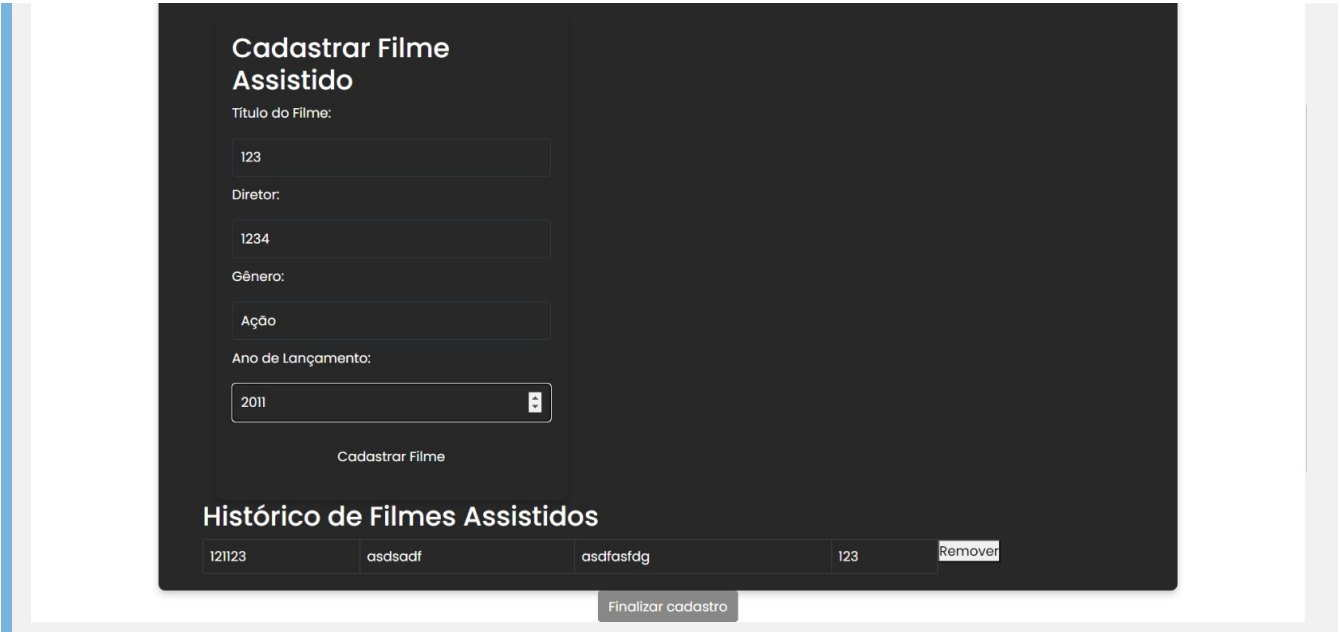 Cadastrar Filme
Assistido
Título do Filme:
123
Diretor:
1234
Gênero:
Ação
Ano de Lançamento:
2011
Cadastrar Filme
Histórico de Filmes Assistidos
121123 asdsadf asdfasfdg 123 Remover
Finalizar cadastro